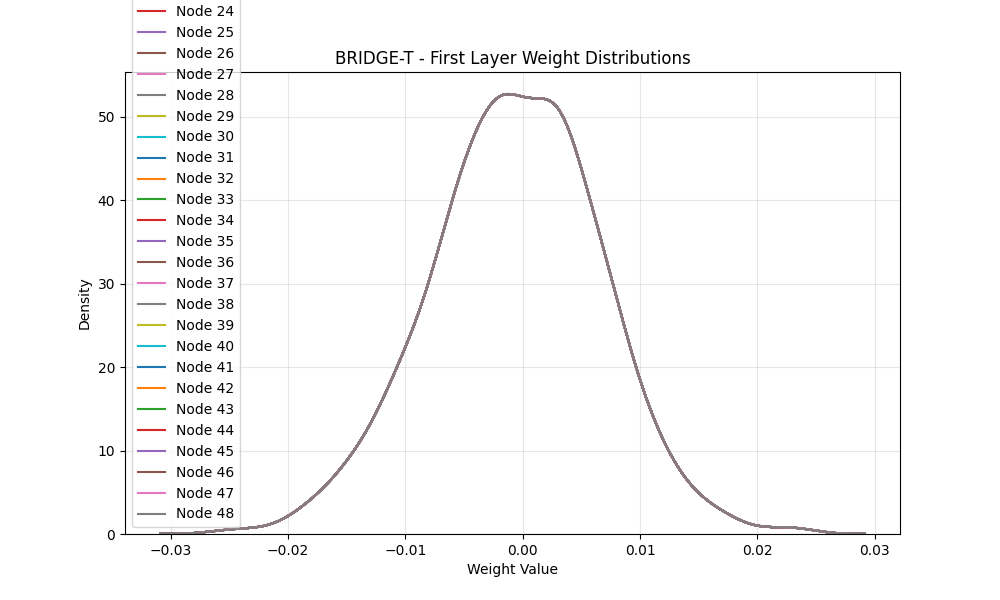 Node 24
Node 25
Node 26
BRIDGE-T - First Layer Weight Distributions
Node 27
Node 28
Node 29
Node 30
Node 31
Node 32
Node 33
Node 34
Node 35
Node 36
Node 37
Node 38
Node 39
Node 40
Node 41
Node 42
Node 43
Node 44
Node 45
Node 46
Node 47
Node 48
Density
50
40
30
20
10
0
−0.03 −0.02 −0.01 0.00 0.01 0.02 0.03
Weight Value